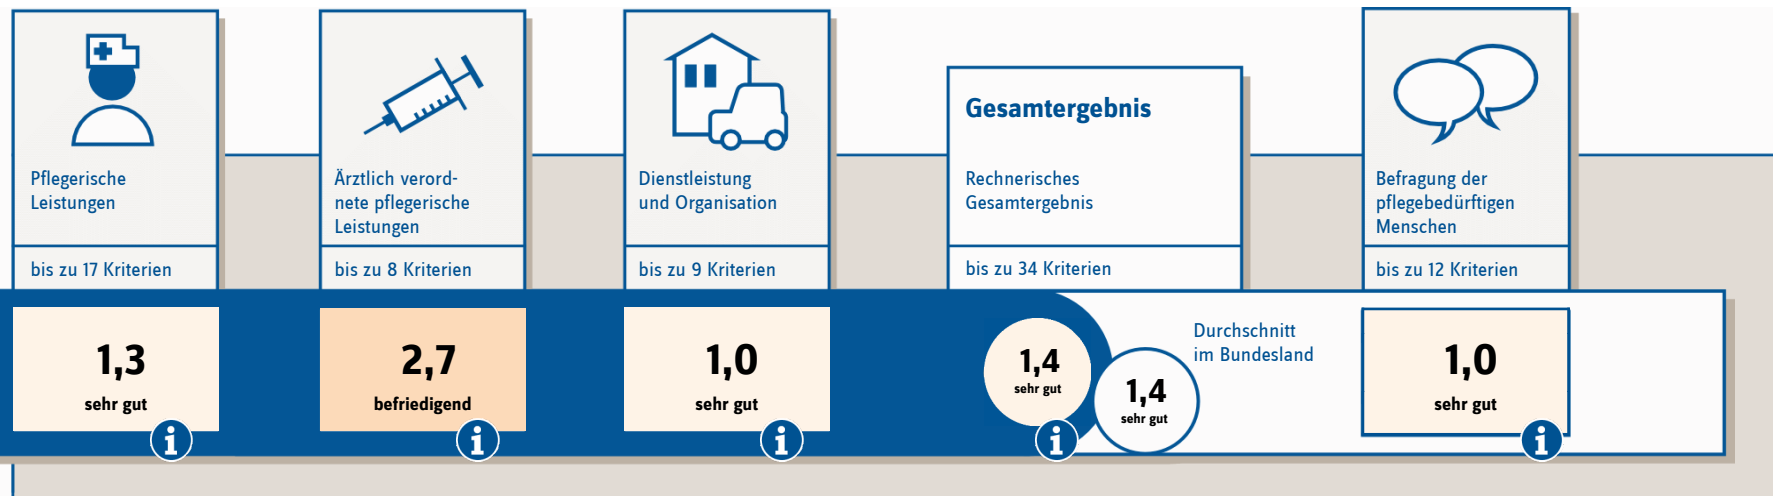 Pflegerische
Leistungen
bis zu 17 Kriterien
1,3
sehr gut
i
Ärztlich verord-
nete pflegerische
Leistungen
bis zu 8 Kriterien
2,7
befriedigend
i
Dienstleistung
und Organisation
bis zu 9 Kriterien
1,0
sehr gut
i
Gesamtergebnis
Rechnerisches
Gesamtergebnis
bis zu 34 Kriterien
1,4
sehr gut
i
Durchschnitt
im Bundesland
1,4
sehr gut
Befragung der
pflegebedürftigen
Menschen
bis zu 12 Kriterien
1,0
sehr gut
i